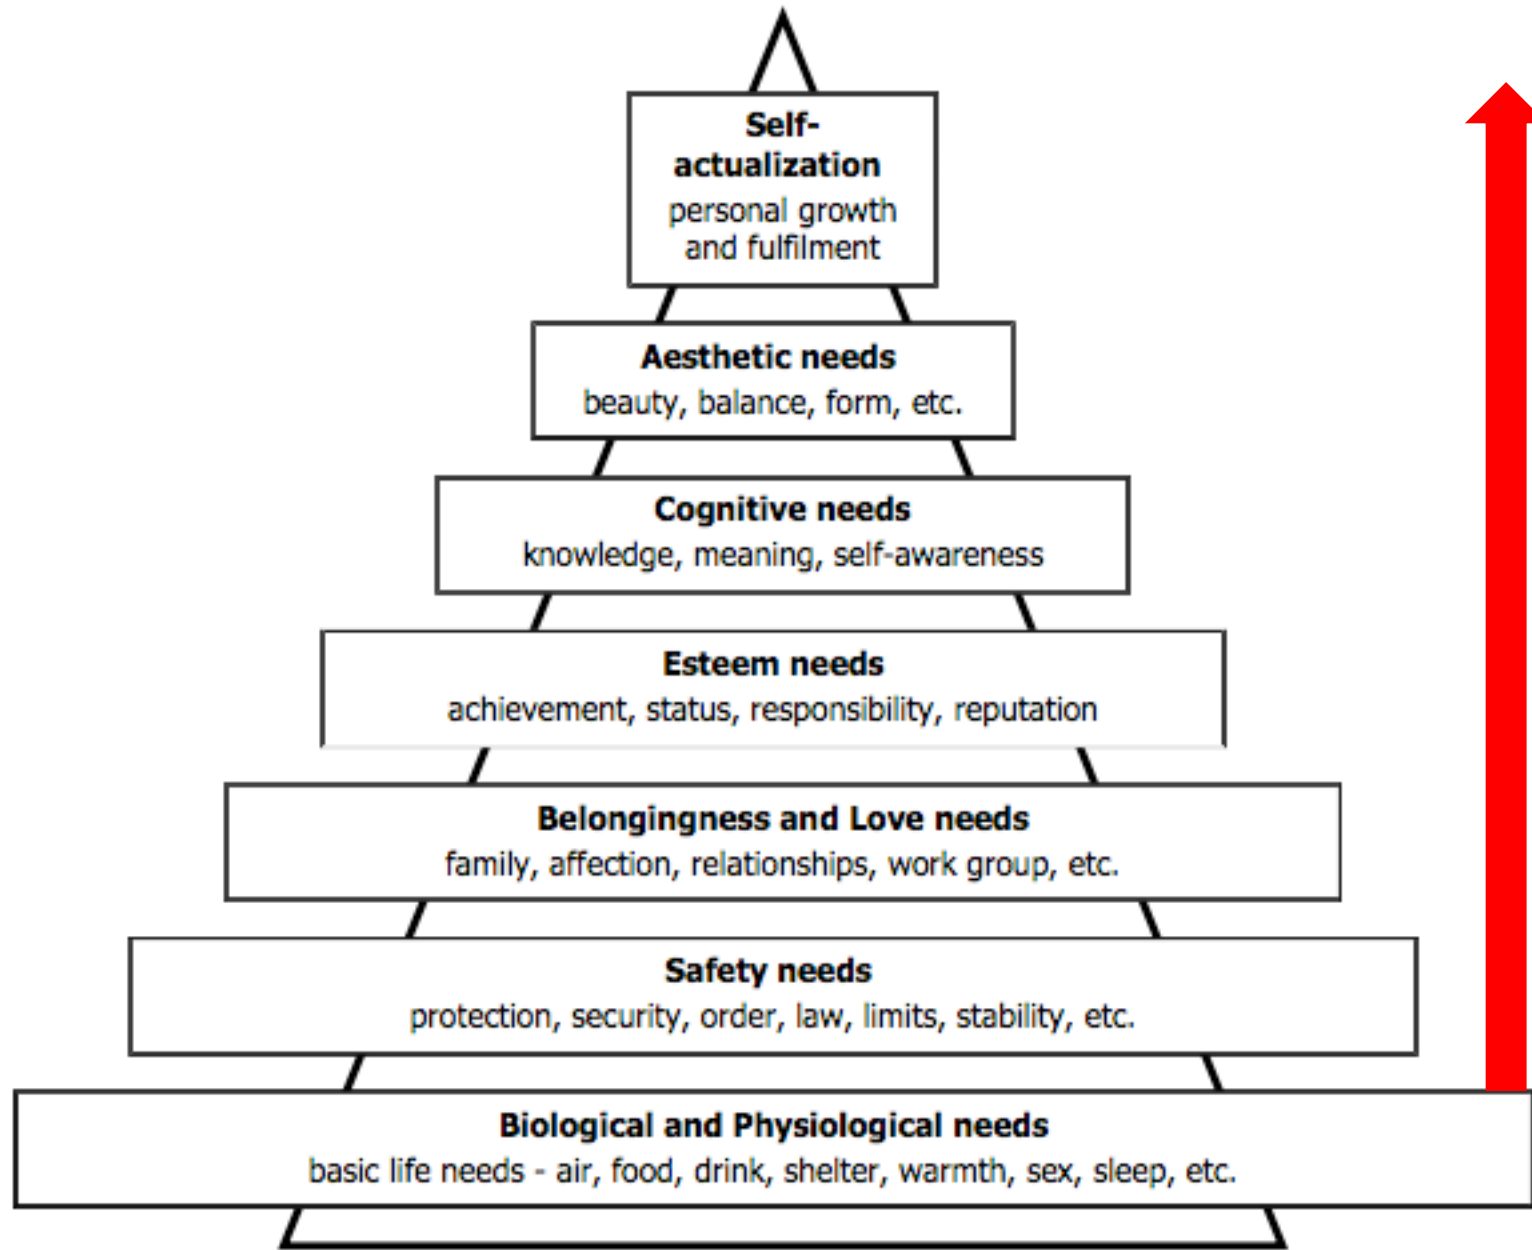 Self-
actualization
personal growth
and fulfilment
Aesthetic needs
beauty, balance, form, etc.
Cognitive needs
knowledge, meaning, self-awareness
Esteem needs
achievement, status, responsibility, reputation
Belongingness and Love needs
family, affection, relationships, work group, etc.
Safety needs
protection, security, order, law, limits, stability, etc.
Biological and Physiological needs
basic life needs - air, food, drink, shelter, warmth, sex, sleep, etc.